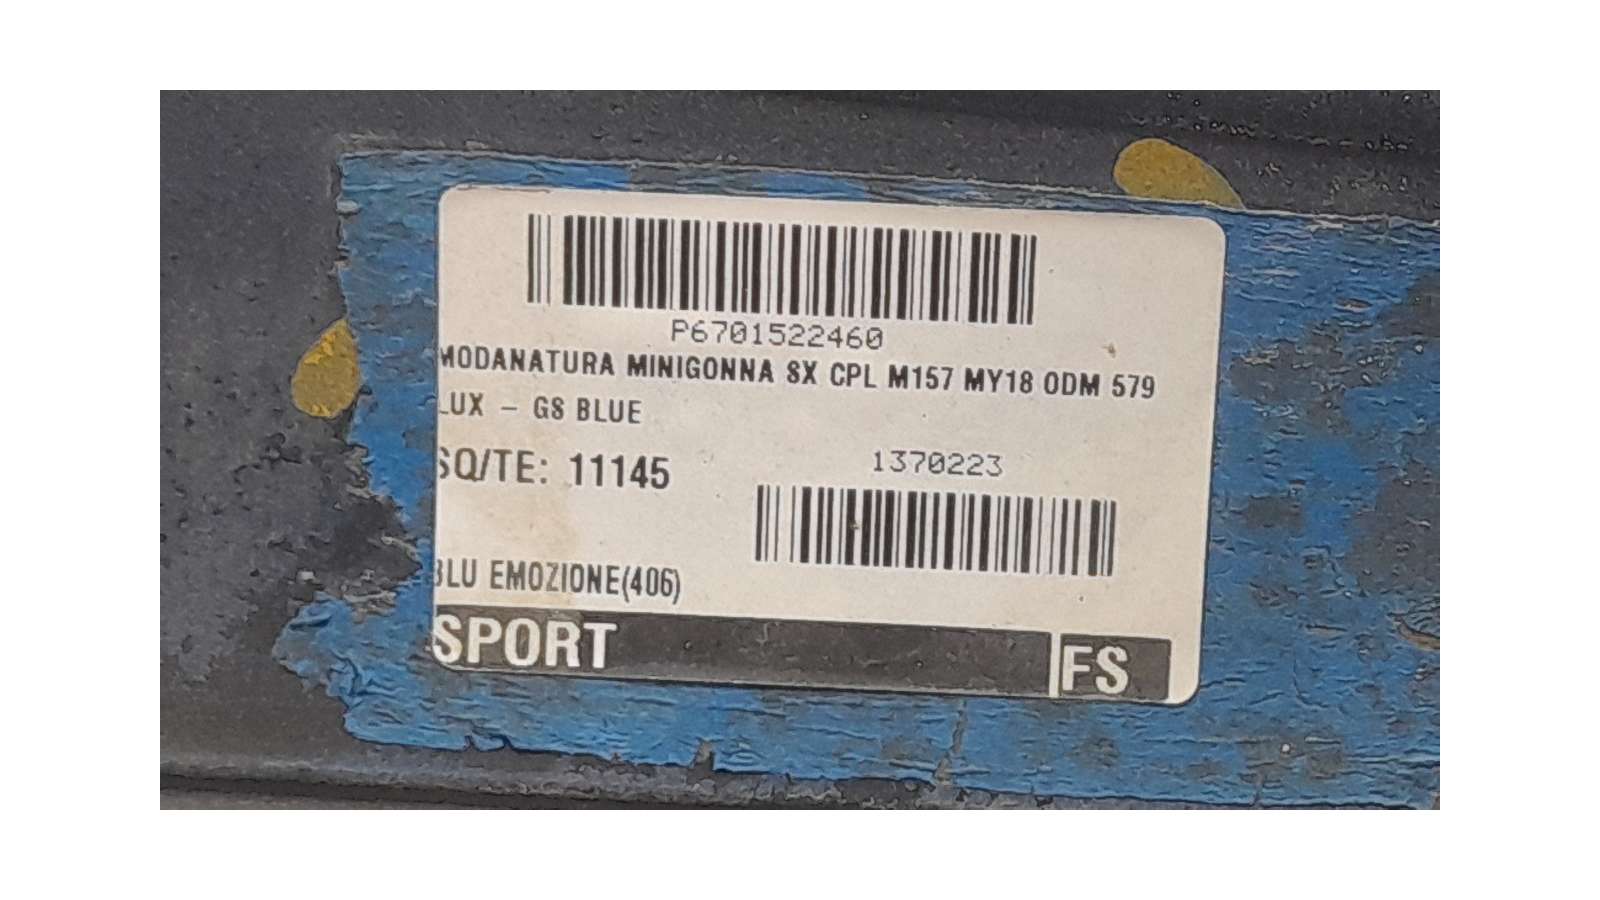 P6701522460
MODANATURA MINIGONNA SX CPL M157 MY18 ODM 579
LUX - GS BLUE
SQ/TE: 11145
1370223
BLU EMOZIONE(406)
SPORT
FS